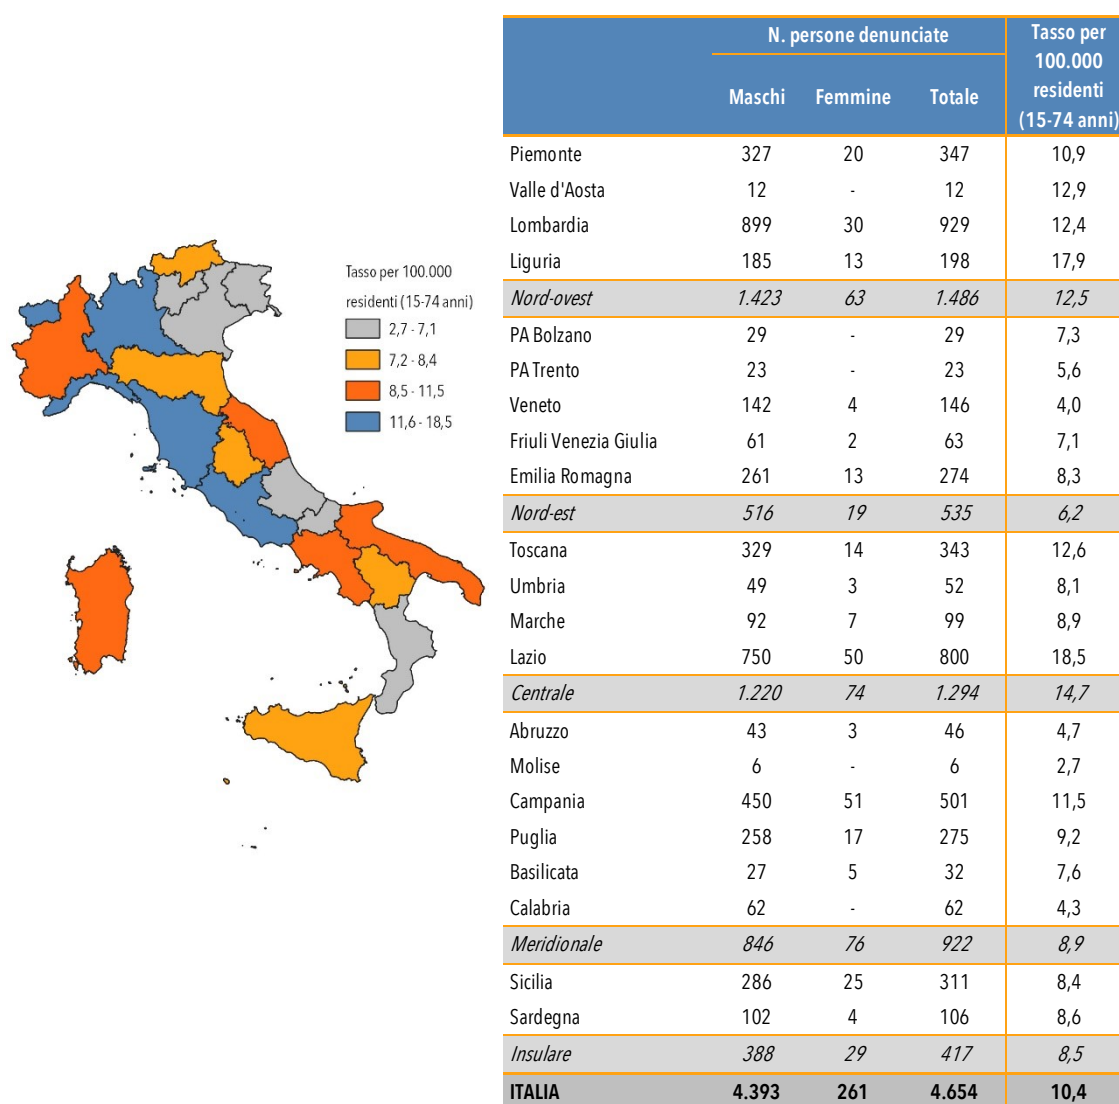 Tasso per 100.000
residenti (15-74 anni)
2,7 - 7,1
7,2 - 8,4
8,5 - 11,5
11,6 - 18,5
N. persone denunciate
Tasso per
100.000
residenti
(15-74 anni)
Maschi Femmine Totale
Piemonte 327 20 347 10,9
Valle d'Aosta 12 - 12 12,9
Lombardia 899 30 929 12,4
Liguria 185 13 198 17,9
Nord-ovest 1.423 63 1.486 12,5
PA Bolzano 29 - 29 7,3
PA Trento 23 - 23 5,6
Veneto 142 4 146 4,0
Friuli Venezia Giulia 61 2 63 7,1
Emilia Romagna 261 13 274 8,3
Nord-est 516 19 535 6,2
Toscana 329 14 343 12,6
Umbria 49 3 52 8,1
Marche 92 7 99 8,9
Lazio 750 50 800 18,5
Centrale 1.220 74 1.294 14,7
Abruzzo 43 3 46 4,7
Molise 6 - 6 2,7
Campania 450 51 501 11,5
Puglia 258 17 275 9,2
Basilicata 27 5 32 7,6
Calabria 62 - 62 4,3
Meridionale 846 76 922 8,9
Sicilia 286 25 311 8,4
Sardegna 102 4 106 8,6
Insulare 388 29 417 8,5
ITALIA 4.393 261 4.654 10,4